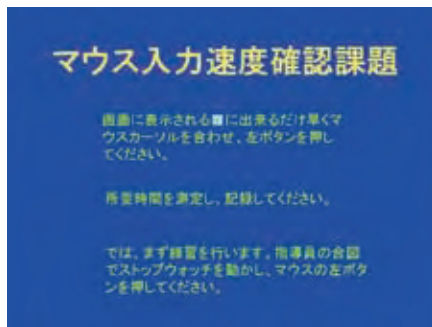 マウス入力速度確認課題
画面に表示される■に出来るだけ早くマ
ウスカーソルを合わせ、左ボタンを押し
てください。
所要時間を測定し、記録してください。
では、まず練習を行います。指導員の合図
でストップウォッチを動かし、マウスの左ボタ
ンを押してください。